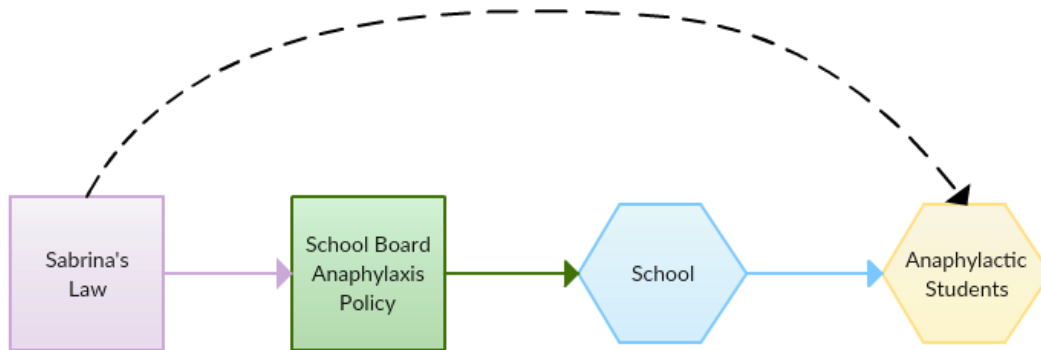 Sabrina's
Law
School Board
Anaphylaxis
Policy
School
Anaphylactic
Students